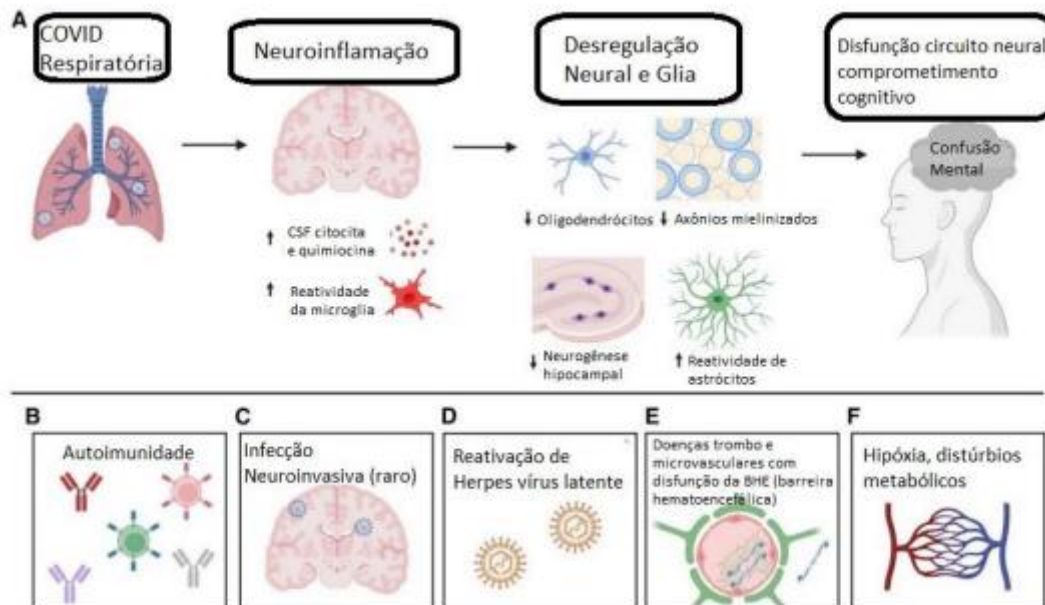 A
COVID
Respiratória
Neuroinflamação
Desregulação
Neural e Glia
Disfunção circuito neural
comprometimento
cognitivo
Confusão
Mental
↑ CSF citocita
e quimiocina
↑ Reatividade
da microglia
↓ Oligodendrócitos
↓ Axônios mielinizados
↓ Neurogênese
hipocampal
↑ Reatividade de
astrócitos
B
Autoimunidade
C
Infecção
Neuroinvasiva (raro)
D
Reativação de
Herpes vírus latente
E
Doenças trombo e
microvasculares com
disfunção da BHE (barreira
hematoencefálica)
F
Hipóxia, distúrbios
metabólicos